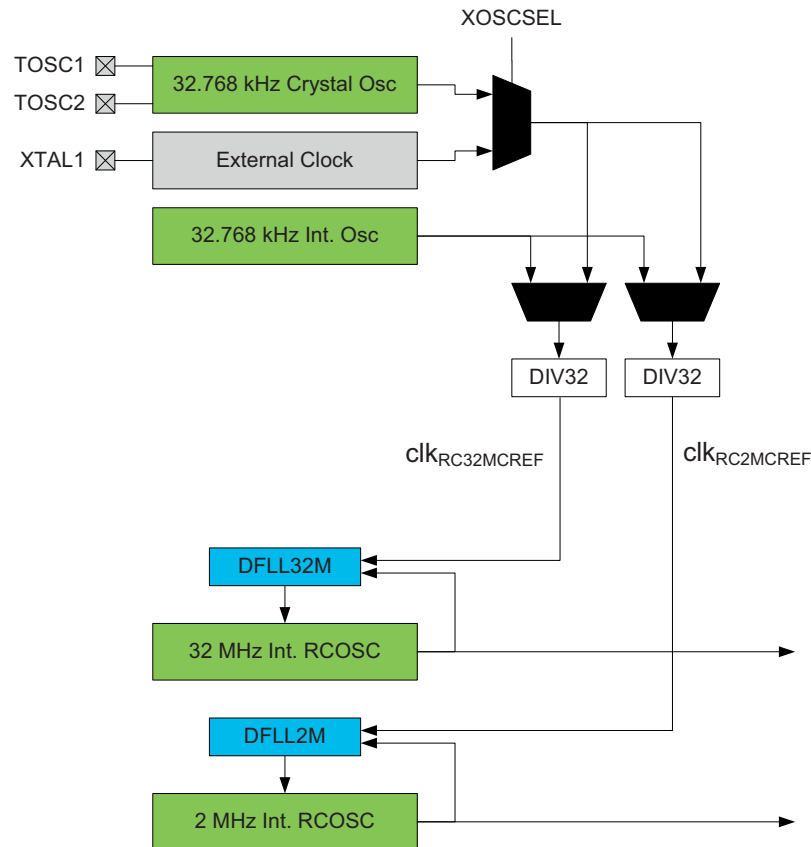 XOSCSEL
TOSC1
32.768 kHz Crystal Osc
TOSC2
XTAL1
External Clock
32.768 kHz Int. Osc
DIV32
DIV32
clkRC32MCREF
clkRC2MCREF
DFLL32M
32 MHz Int. RCOSC
DFLL2M
2 MHz Int. RCOSC